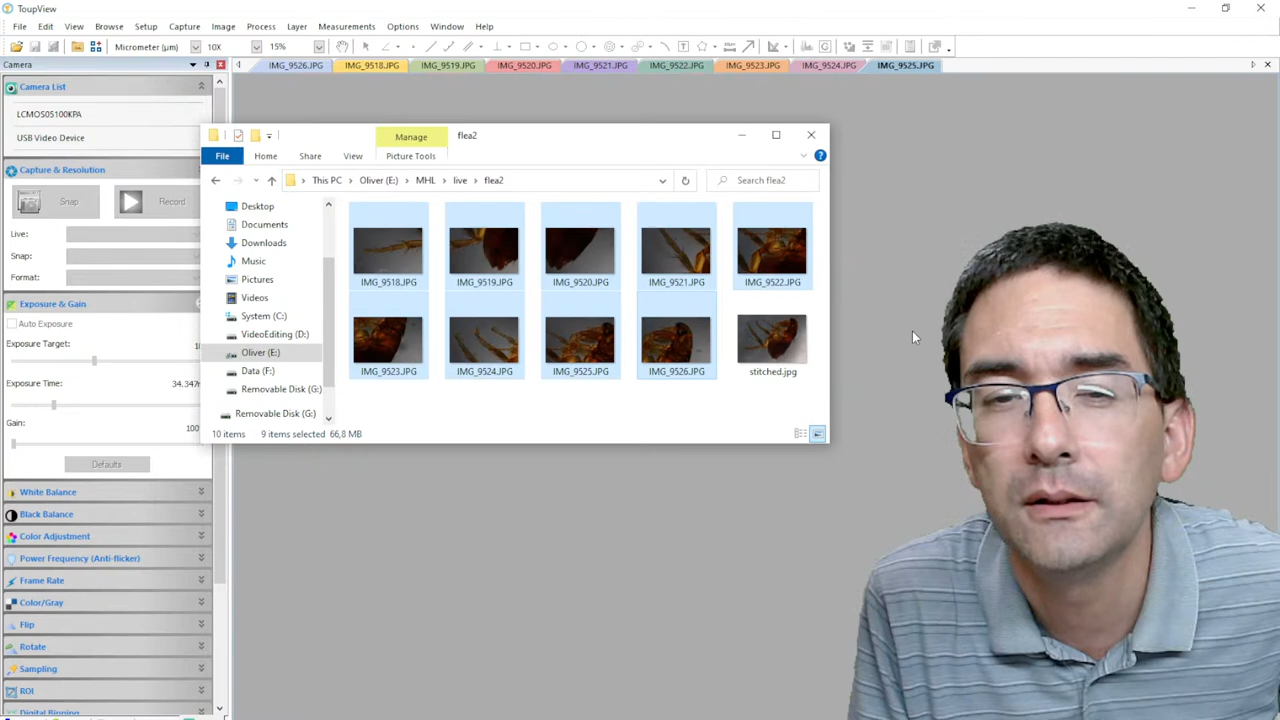 ToupView
File Edit View Browse Setup Capture Image Process Layer Measurements Options Window Help
Micrometer (µm) 10X 15%
Camera
IMG_9526.JPG IMG_9518.JPG IMG_9519.JPG IMG_9520.JPG IMG_9521.JPG IMG_9522.JPG IMG_9523.JPG IMG_9524.JPG IMG_9525.JPG
Camera List
LCMOS05100KPA
USB Video Device
Capture & Resolution
Snap Record
Live:
Snap:
Format:
Exposure & Gain
Auto Exposure
Exposure Target:
Exposure Time: 34.347
Gain: 100
Defaults
White Balance
Black Balance
Color Adjustment
Power Frequency (Anti-flicker)
Frame Rate
Color/Gray
Flip
Rotate
Sampling
ROI
Digital Binning
Manage flea2
File Home Share View Picture Tools
This PC Oliver (E:) MHL live flea2
Search flea2
Desktop
Documents
Downloads
Music
Pictures
Videos
System (C:)
VideoEditing (D:)
Oliver (E:)
Data (F:)
Removable Disk (G:)
Removable Disk (G:)
IMG_9518.JPG IMG_9519.JPG IMG_9520.JPG IMG_9521.JPG IMG_9522.JPG
IMG_9523.JPG IMG_9524.JPG IMG_9525.JPG IMG_9526.JPG stitched.jpg
10 items 9 items selected 66,8 MB